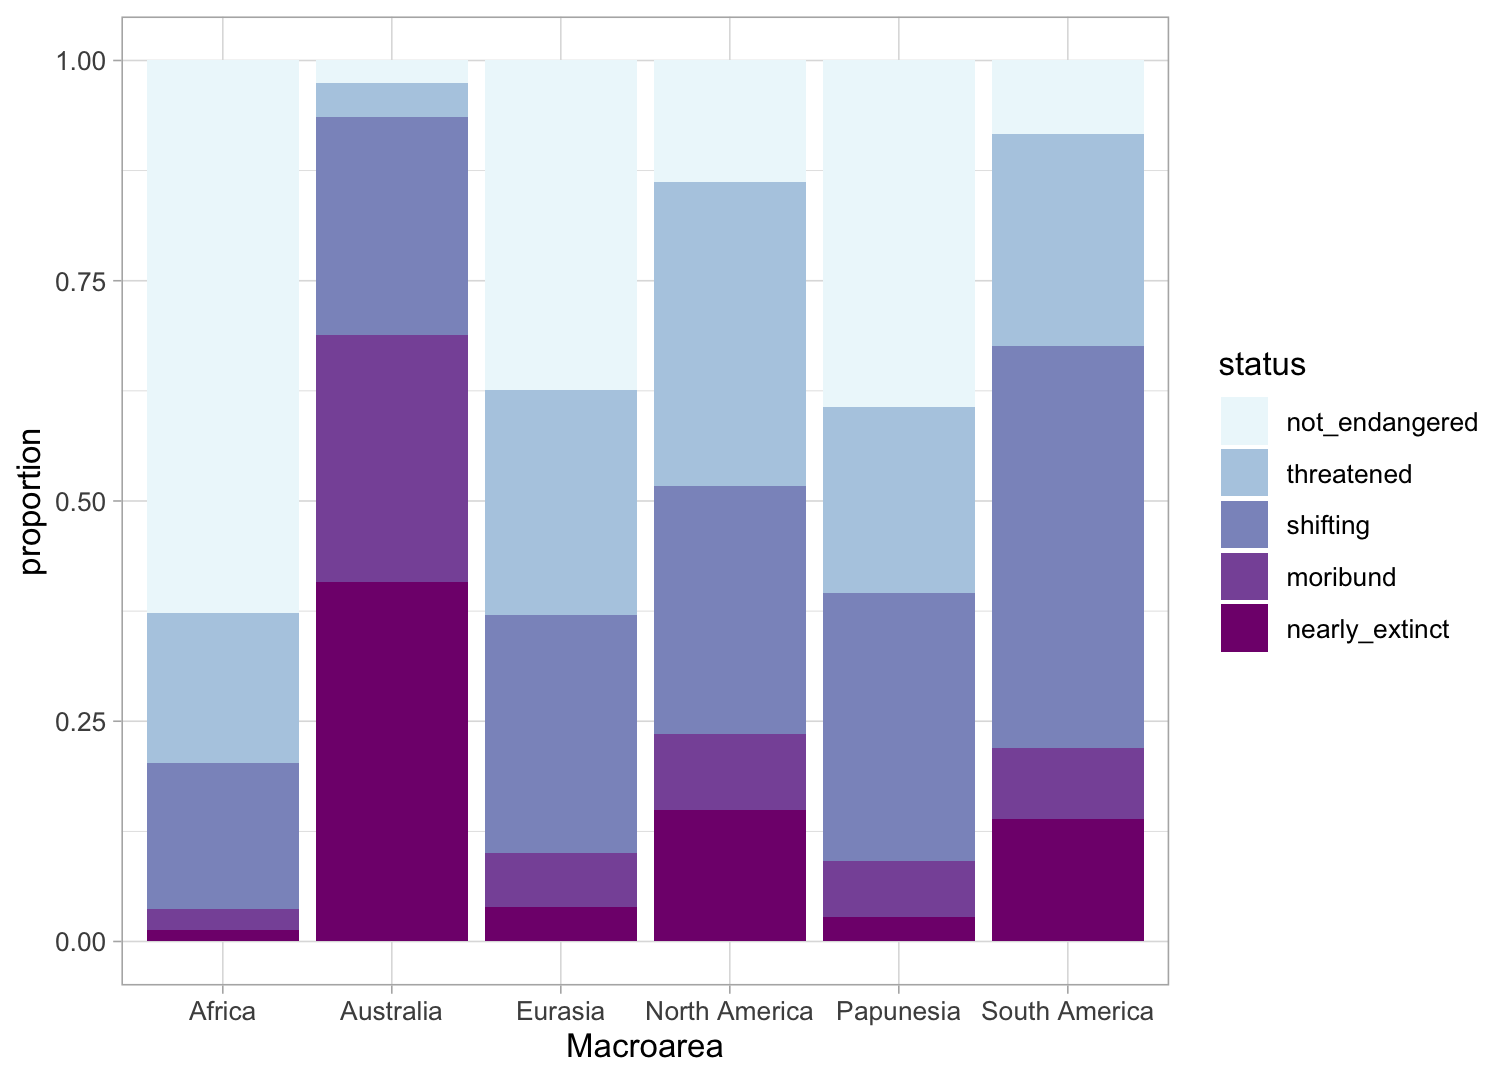 1.00
0.75
0.50
0.25
0.00
proportion
Africa
Australia
Eurasia
North America
Papunesia
South America
Macroarea
status
not_endangered
threatened
shifting
moribund
nearly_extinct